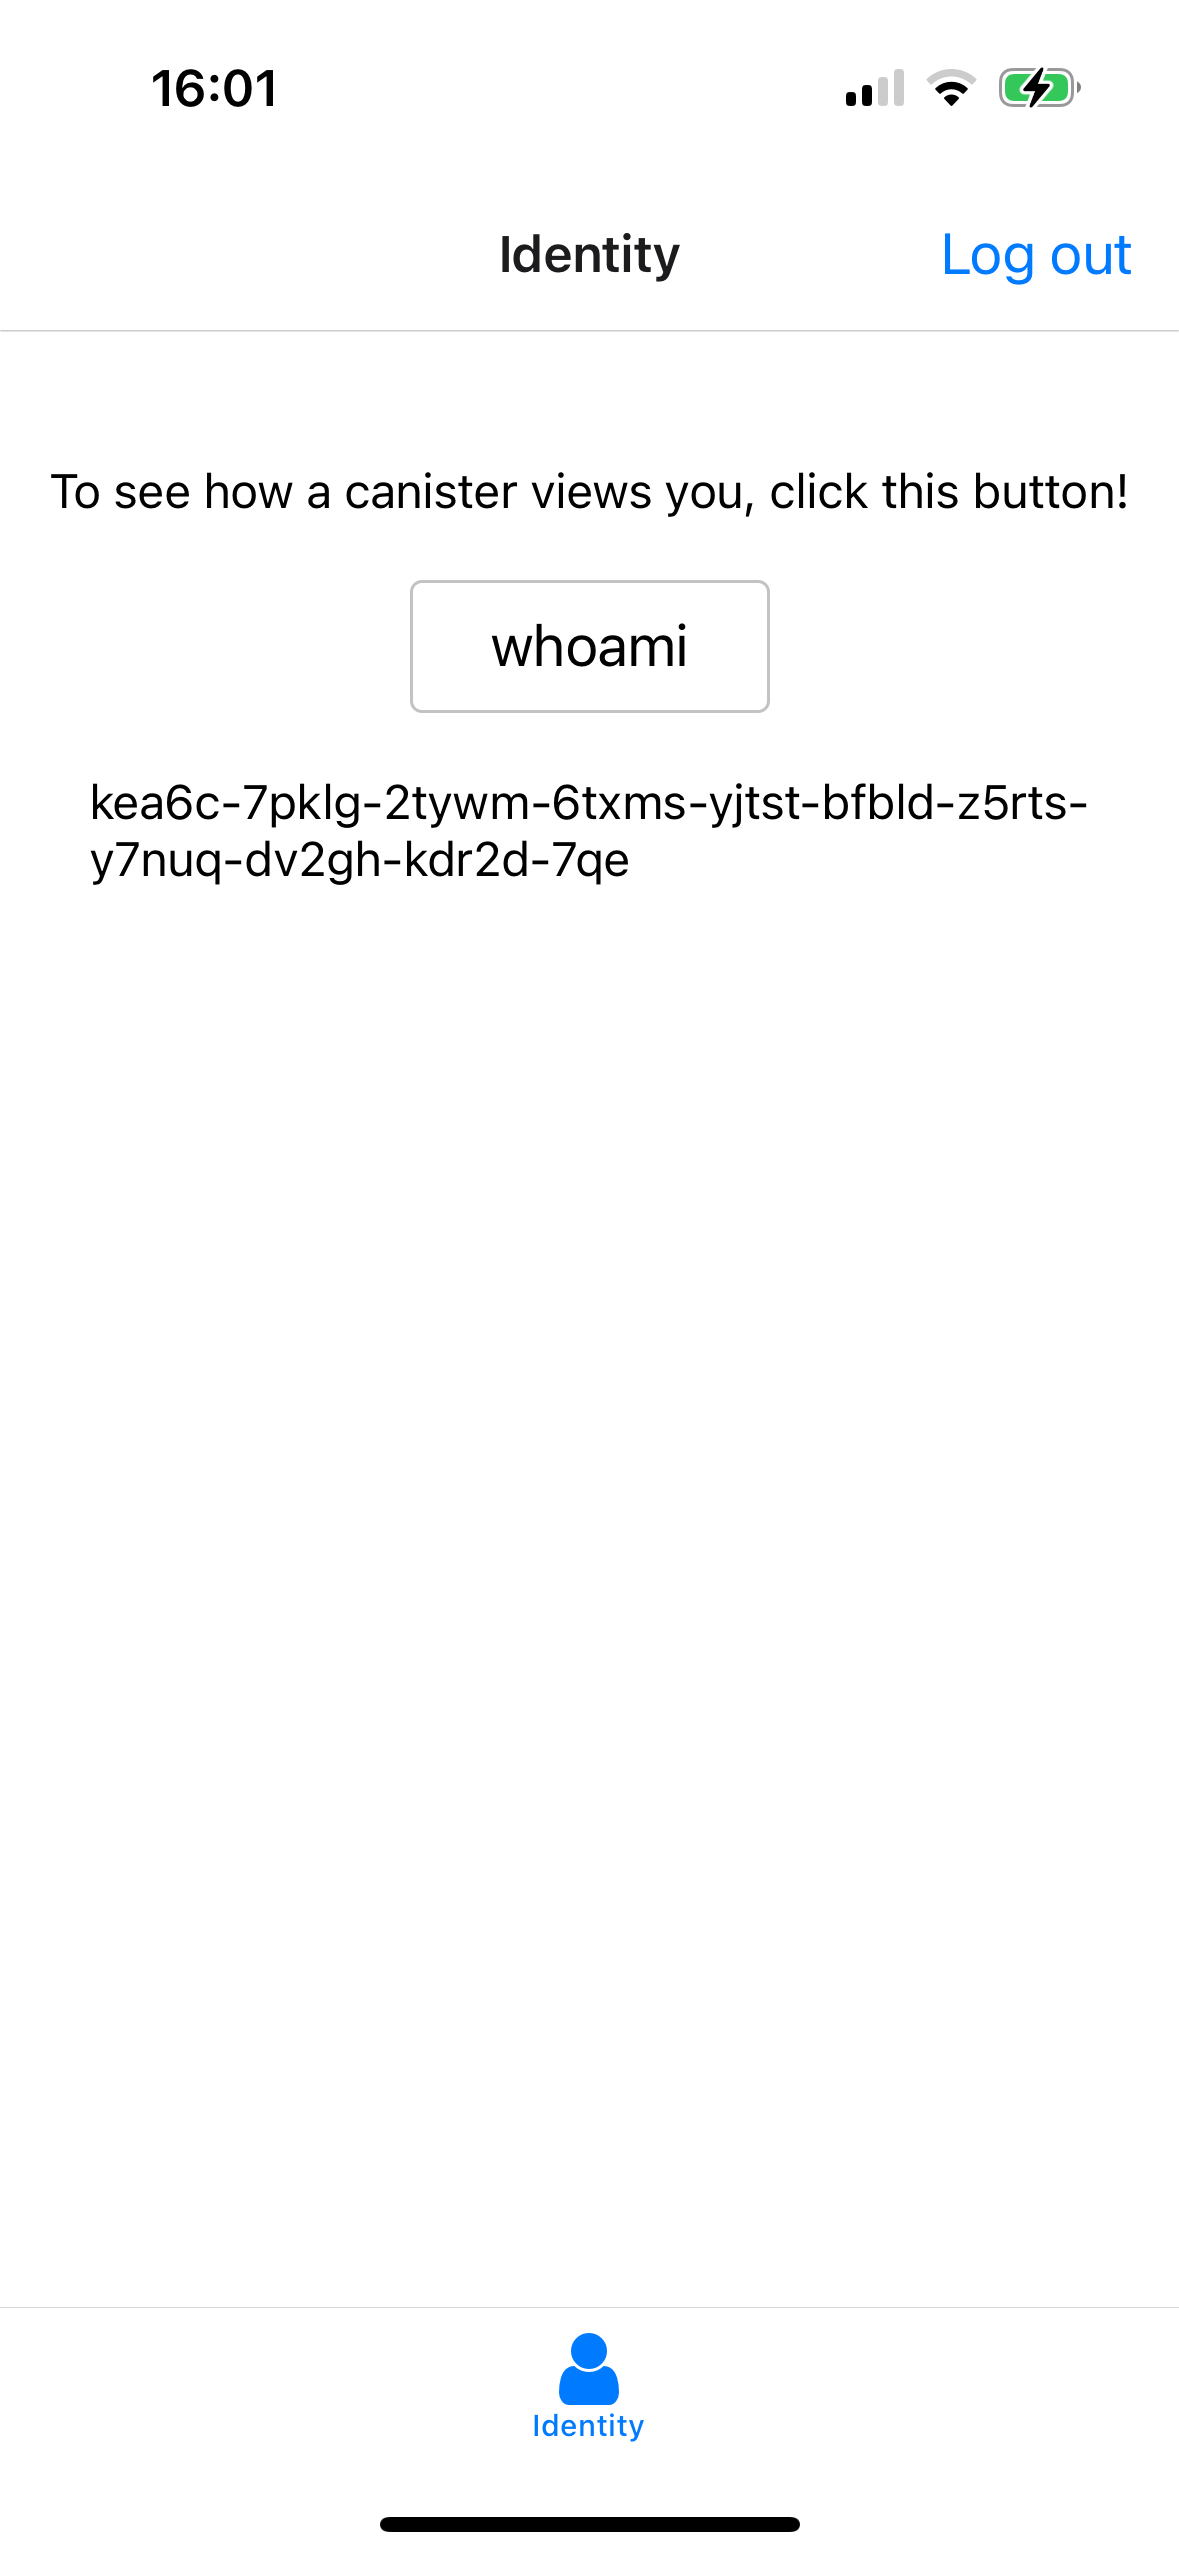 16:01
Identity
Log out
To see how a canister views you, click this button!
whoami
kea6c-7pklg-2tywm-6txms-yjtst-bfbld-z5rts-
y7nuq-dv2gh-kdr2d-7qe
Identity